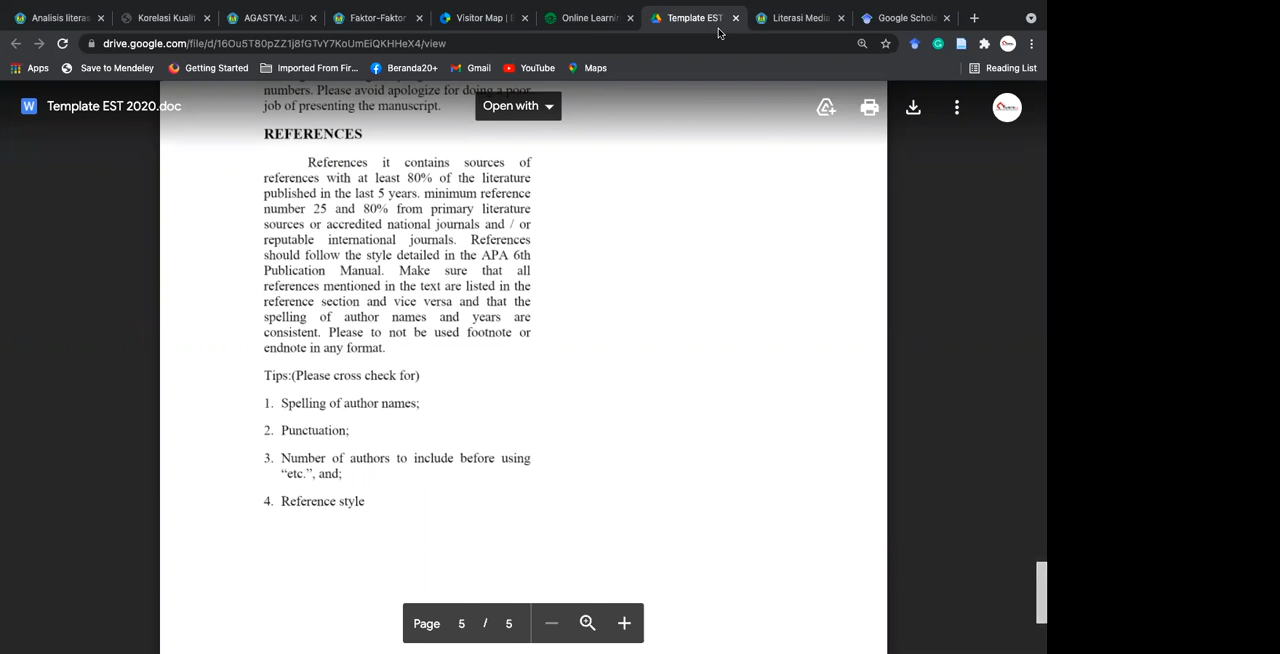 Analisis literas
Korelasi Kualit
AGASTYA: JU
Faktor-Faktor
Visitor Map | E
Online Learnin
Template EST
Literasi Media
Google Schola
drive.google.com/file/d/16Ou5T80pZZ1j8fGTvY7KoUmEiQKHHeX4/view
Apps
Save to Mendeley
Getting Started
Imported From Fir...
Beranda20+
Gmail
YouTube
Maps
Reading List
numbers. Please avoid apologize for doing a poor
W Template EST 2020.doc
job of presenting the manuscript.
Open with
REFERENCES
References it contains sources of
references with at least 80% of the literature
published in the last 5 years. minimum reference
number 25 and 80% from primary literature
sources or accredited national journals and / or
reputable international journals. References
should follow the style detailed in the APA 6th
Publication Manual. Make sure that all
references mentioned in the text are listed in the
reference section and vice versa and that the
spelling of author names and years are
consistent. Please to not be used footnote or
endnote in any format.
Tips:(Please cross check for)
1. Spelling of author names;
2. Punctuation;
3. Number of authors to include before using
“etc.”, and;
4. Reference style
Page 5 / 5